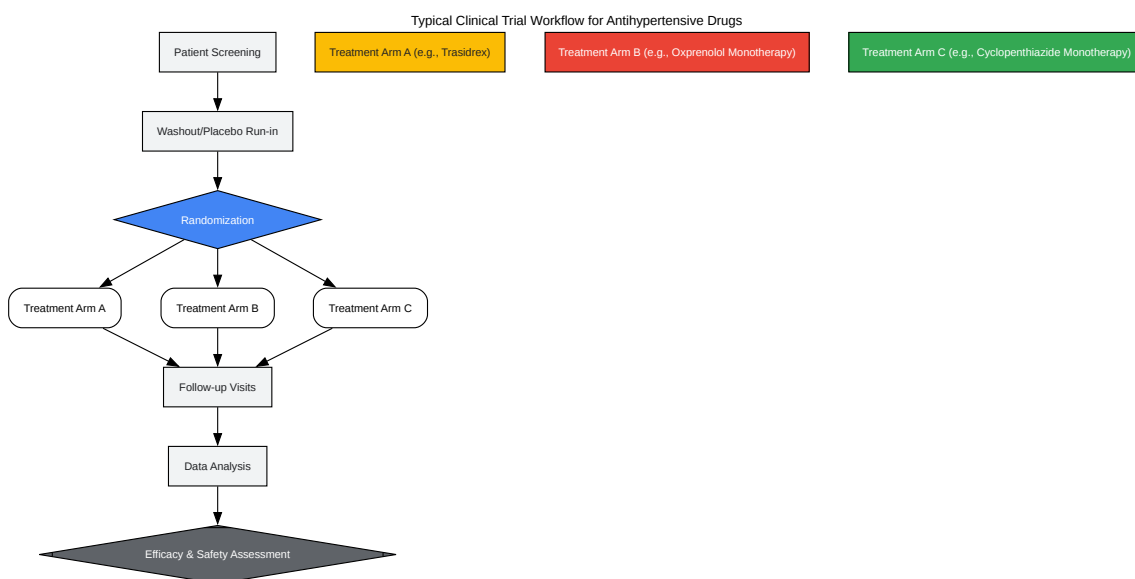 Typical Clinical Trial Workflow for Antihypertensive Drugs
Patient Screening
Treatment Arm A (e.g., Trasidrex)
Treatment Arm B (e.g., Oxprenolol Monotherapy)
Treatment Arm C (e.g., Cyclopenthiazide Monotherapy)
Washout/Placebo Run-in
Randomization
Treatment Arm A
Treatment Arm B
Treatment Arm C
Follow-up Visits
Data Analysis
Efficacy & Safety Assessment